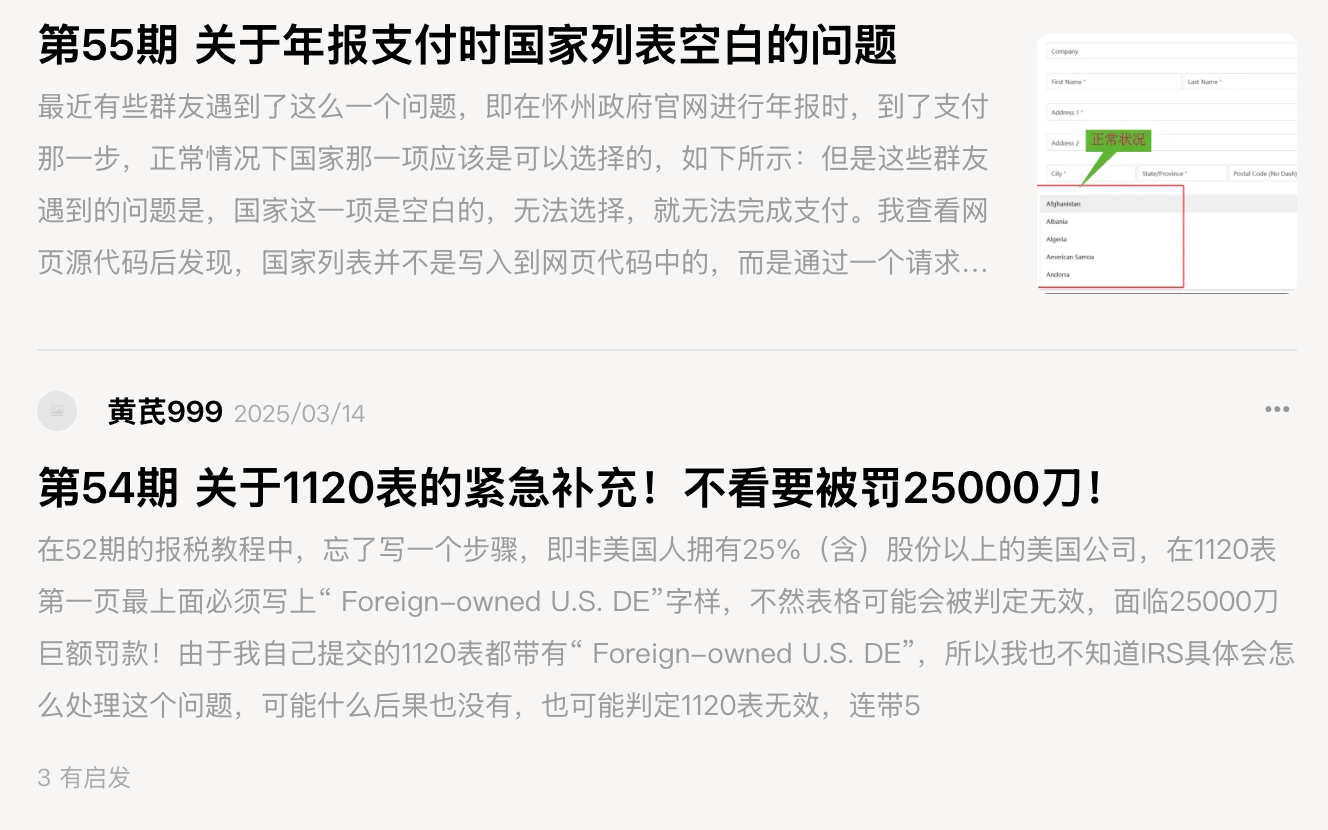 第55期 关于年报支付时国家列表空白的问题
最近有些群友遇到了这么一个问题，即在怀州政府官网进行年报时，到了支付
那一步，正常情况下国家那一项应该是可以选择的，如下所示：但是这些群友
遇到的问题是，国家这一项是空白的，无法选择，就无法完成支付。我查看网
页源代码后发现，国家列表并不是写入到网页代码中的，而是通过一个请求...
Company
First Name * Last Name *
Address 1 *
Address 2 正常状况
City * State/Province * Postal Code (No Dash)
Afghanistan
Albania
Algeria
American Samoa
Andorra
黄芪999 2025/03/14
第54期 关于1120表的紧急补充！不看要被罚25000刀！
在52期的报税教程中，忘了写一个步骤，即非美国人拥有25%（含）股份以上的美国公司，在1120表
第一页最上面必须写上“ Foreign-owned U.S. DE”字样，不然表格可能会被判定无效，面临25000刀
巨额罚款！由于我自己提交的1120表都带有“ Foreign-owned U.S. DE”，所以我也不知道IRS具体会怎
么处理这个问题，可能什么后果也没有，也可能判定1120表无效，连带5
3 有启发